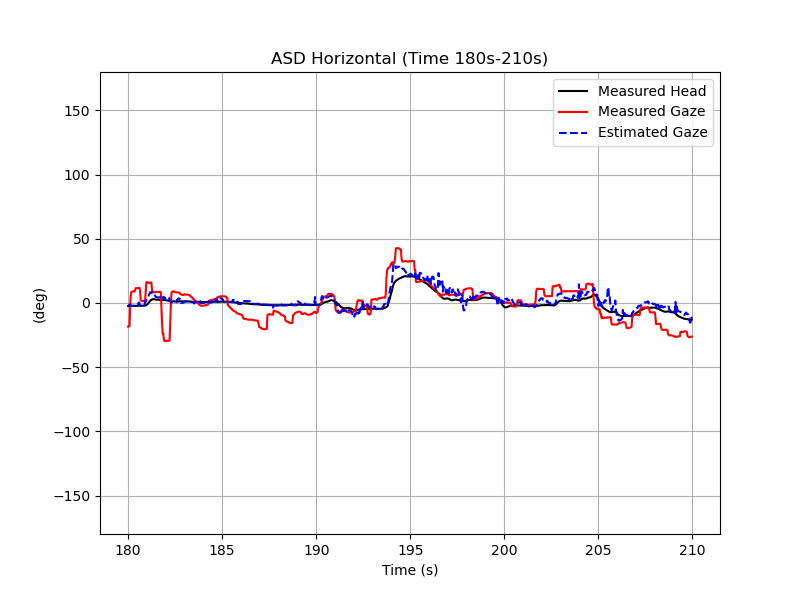 ASD Horizontal (Time 180s-210s)
Measured Head
Measured Gaze
Estimated Gaze
150
100
50
0
−50
−100
−150
(deg)
180 185 190 195 200 205 210
Time (s)